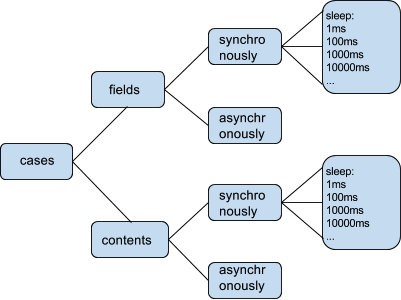 cases
fields
synchro
nously
sleep:
1ms
100ms
1000ms
10000ms
...
asynchr
onously
contents
synchro
nously
sleep:
1ms
100ms
1000ms
10000ms
...
asynchr
onously